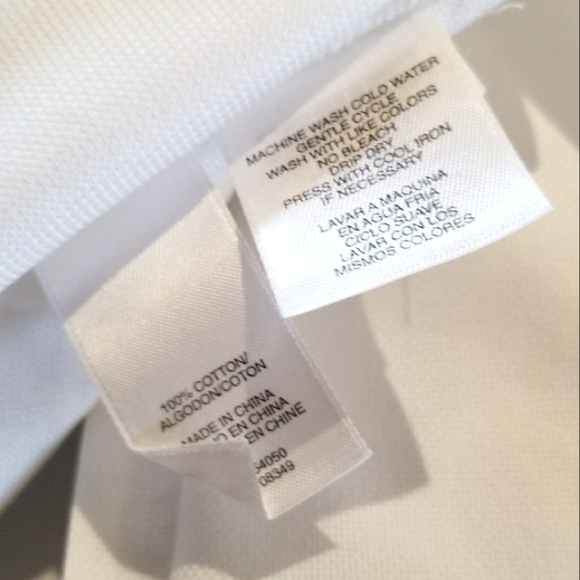 MACHINE WASH COLD WATER
GENTLE CYCLE
WASH WITH LIKE COLORS
NO BLEACH
DRIP DRY
PRESS WITH COOL IRON
IF NECESSARY
LAVAR A MAQUINA
EN AGUA FRIA
CICLO SUAVE
LAVAR CON LOS
MISMOS COLORES
100% COTTON/
ALGODON/COTON
MADE IN CHINA
EN CHINA
EN CHINE
4050
08349